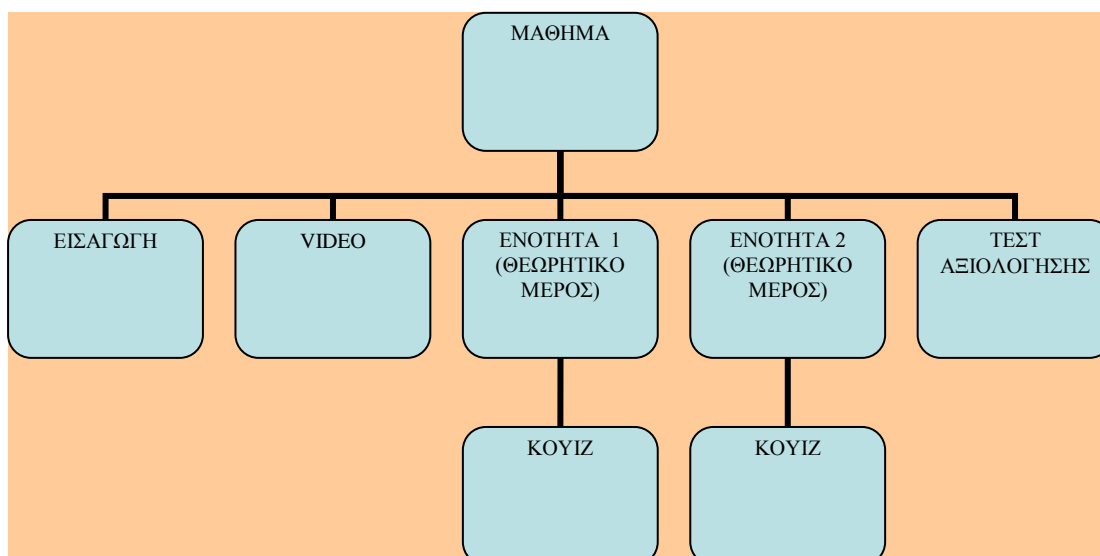 ΜΑΘΗΜΑ
ΕΙΣΑΓΩΓΗ
VIDEO
ΕΝΟΤΗΤΑ 1
(ΘΕΩΡΗΤΙΚΟ
ΜΕΡΟΣ)
ΕΝΟΤΗΤΑ 2
(ΘΕΩΡΗΤΙΚΟ
ΜΕΡΟΣ)
ΤΕΣΤ
ΑΞΙΟΛΟΓΗΣΗΣ
ΚΟΥΙΖ
ΚΟΥΙΖ